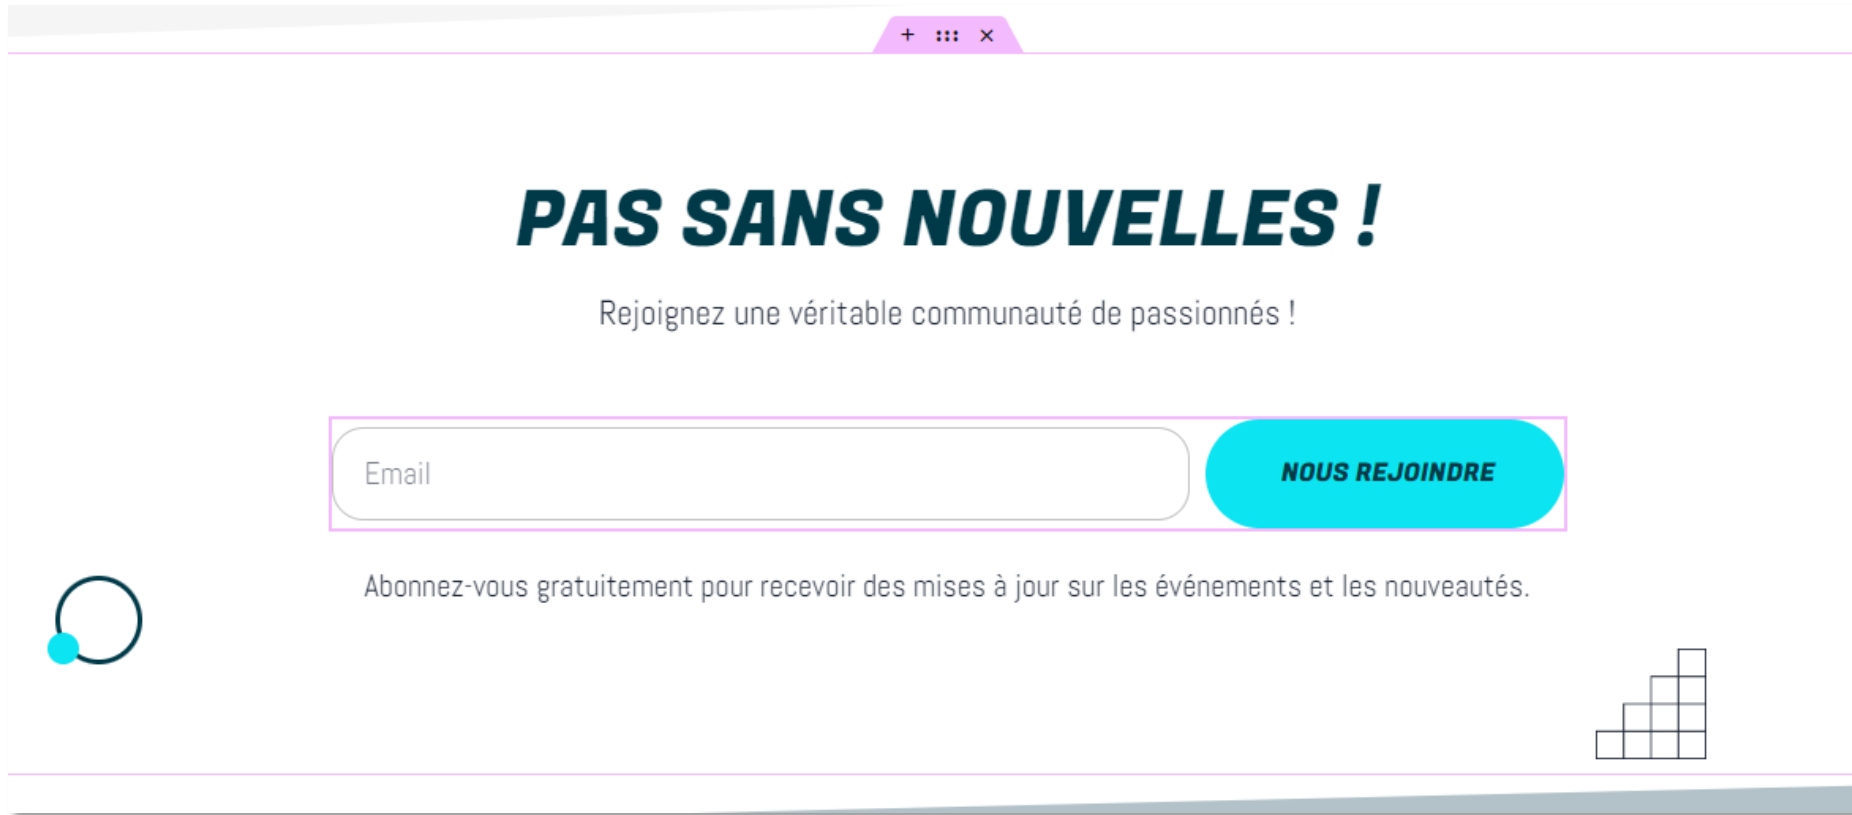 PAS SANS NOUVELLES !
Rejoignez une véritable communauté de passionnés !
Email
NOUS REJOINDRE
Abonnez-vous gratuitement pour recevoir des mises à jour sur les événements et les nouveautés.